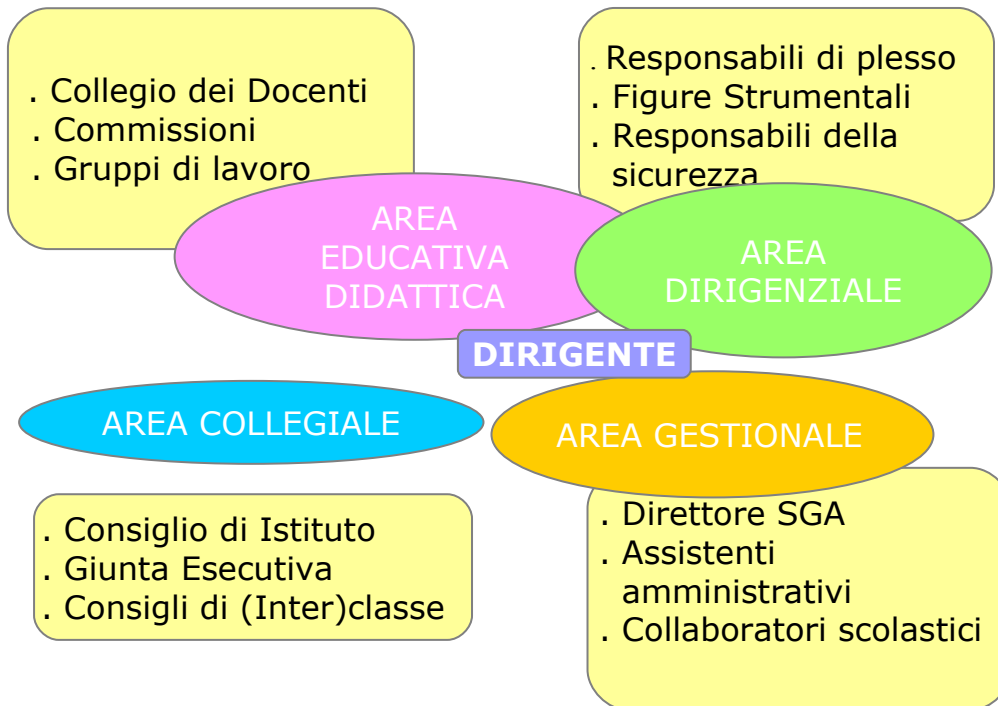 . Collegio dei Docenti
. Commissioni
. Gruppi di lavoro
. Responsabili di plesso
. Figure Strumentali
. Responsabili della
sicurezza
AREA
EDUCATIVA
DIDATTICA
AREA
DIRIGENZIALE
DIRIGENTE
AREA COLLEGIALE
AREA GESTIONALE
. Consiglio di Istituto
. Giunta Esecutiva
. Consigli di (Inter)classe
. Direttore SGA
. Assistenti
amministrativi
. Collaboratori scolastici